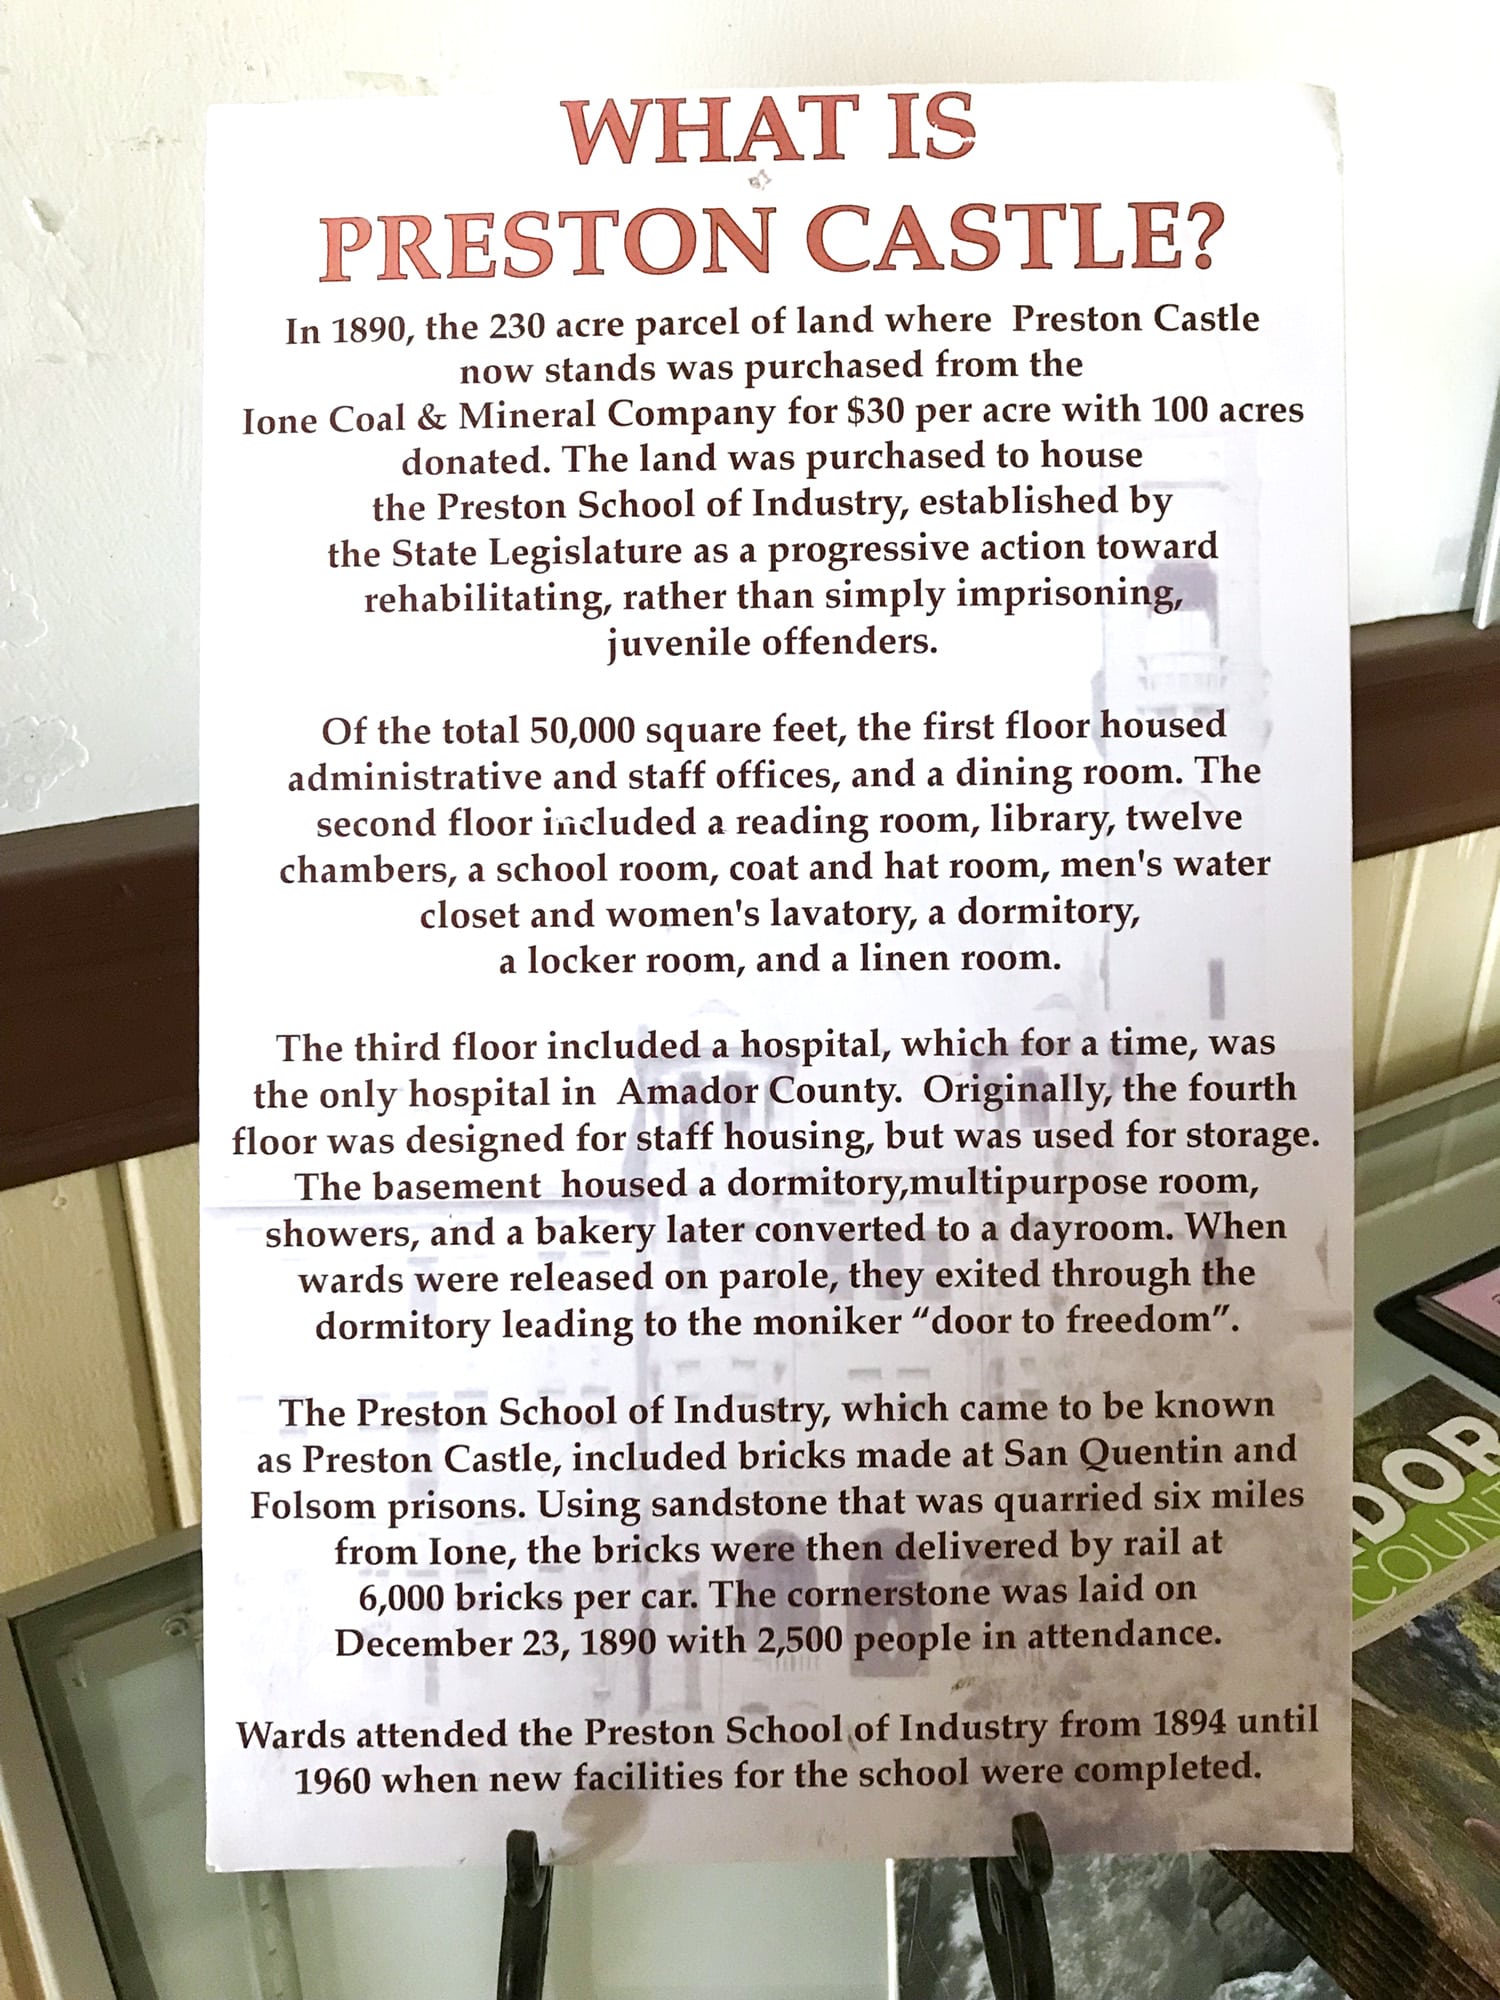 WHAT IS
PRESTON CASTLE?
In 1890, the 230 acre parcel of land where  Preston Castle
now stands was purchased from the
Ione Coal & Mineral Company for $30 per acre with 100 acres
donated. The land was purchased to house
the Preston School of Industry, established by
the State Legislature as a progressive action toward
rehabilitating, rather than simply imprisoning,
juvenile offenders.
Of the total 50,000 square feet, the first floor housed
administrative and staff offices, and a dining room. The
second floor included a reading room, library, twelve
chambers, a school room, coat and hat room, men's water
closet and women's lavatory, a dormitory,
a locker room, and a linen room.
The third floor included a hospital, which for a time, was
the only hospital in  Amador County.  Originally, the fourth
floor was designed for staff housing, but was used for storage.
The basement  housed a dormitory,multipurpose room,
showers, and a bakery later converted to a dayroom. When
wards were released on parole, they exited through the
dormitory leading to the moniker “door to freedom”.
The Preston School of Industry, which came to be known
as Preston Castle, included bricks made at San Quentin and
Folsom prisons. Using sandstone that was quarried six miles
from Ione, the bricks were then delivered by rail at
6,000 bricks per car. The cornerstone was laid on
December 23, 1890 with 2,500 people in attendance.
Wards attended the Preston School of Industry from 1894 until
1960 when new facilities for the school were completed.
DOR
COUNT